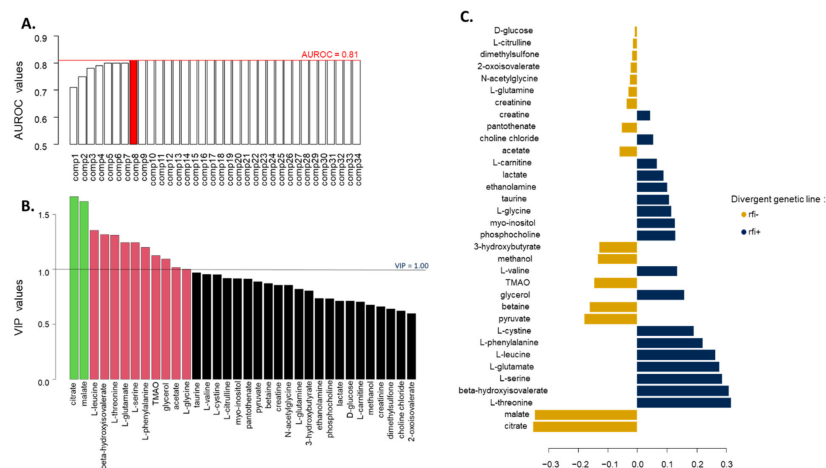 A.
AUROC values
0.9
0.8
0.7
0.6
0.5
AUROC = 0.81
comp1
comp2
comp3
comp4
comp5
comp6
comp7
comp8
comp9
comp10
comp11
comp12
comp13
comp14
comp15
comp16
comp17
comp18
comp19
comp20
comp21
comp22
comp23
comp24
comp25
comp26
comp27
comp28
comp29
comp30
comp31
comp32
comp33
comp34
B.
VIP values
1.5
1.0
0.5
0.0
VIP = 1.00
citrate
malate
L-leucine
beta-hydroxyisovalerate
L-threonine
L-glutamate
L-serine
L-phenylalanine
TMAO
glycerol
acetate
L-glycine
taurine
L-valine
L-cystine
L-citrulline
myo-inositol
pantothenate
pyruvate
betaine
creatine
N-acetylglycine
L-glutamine
3-hydroxybutyrate
ethanolamine
phosphocholine
lactate
D-glucose
L-carnitine
methanol
creatinine
dimethylsulfone
choline chloride
2-oxoisovalerate
C.
D-glucose
L-citrulline
dimethylsulfone
2-oxoisovalerate
N-acetylglycine
L-glutamine
creatinine
creatine
pantothenate
choline chloride
acetate
L-carnitine
lactate
ethanolamine
taurine
L-glycine
myo-inositol
phosphocholine
3-hydroxybutyrate
methanol
L-valine
TMAO
glycerol
betaine
pyruvate
L-cystine
L-phenylalanine
L-leucine
L-glutamate
L-serine
beta-hydroxyisovalerate
L-threonine
malate
citrate
−0.3 −0.2 −0.1 0.0 0.1 0.2 0.3
Divergent genetic line :
rfi-
rfi+